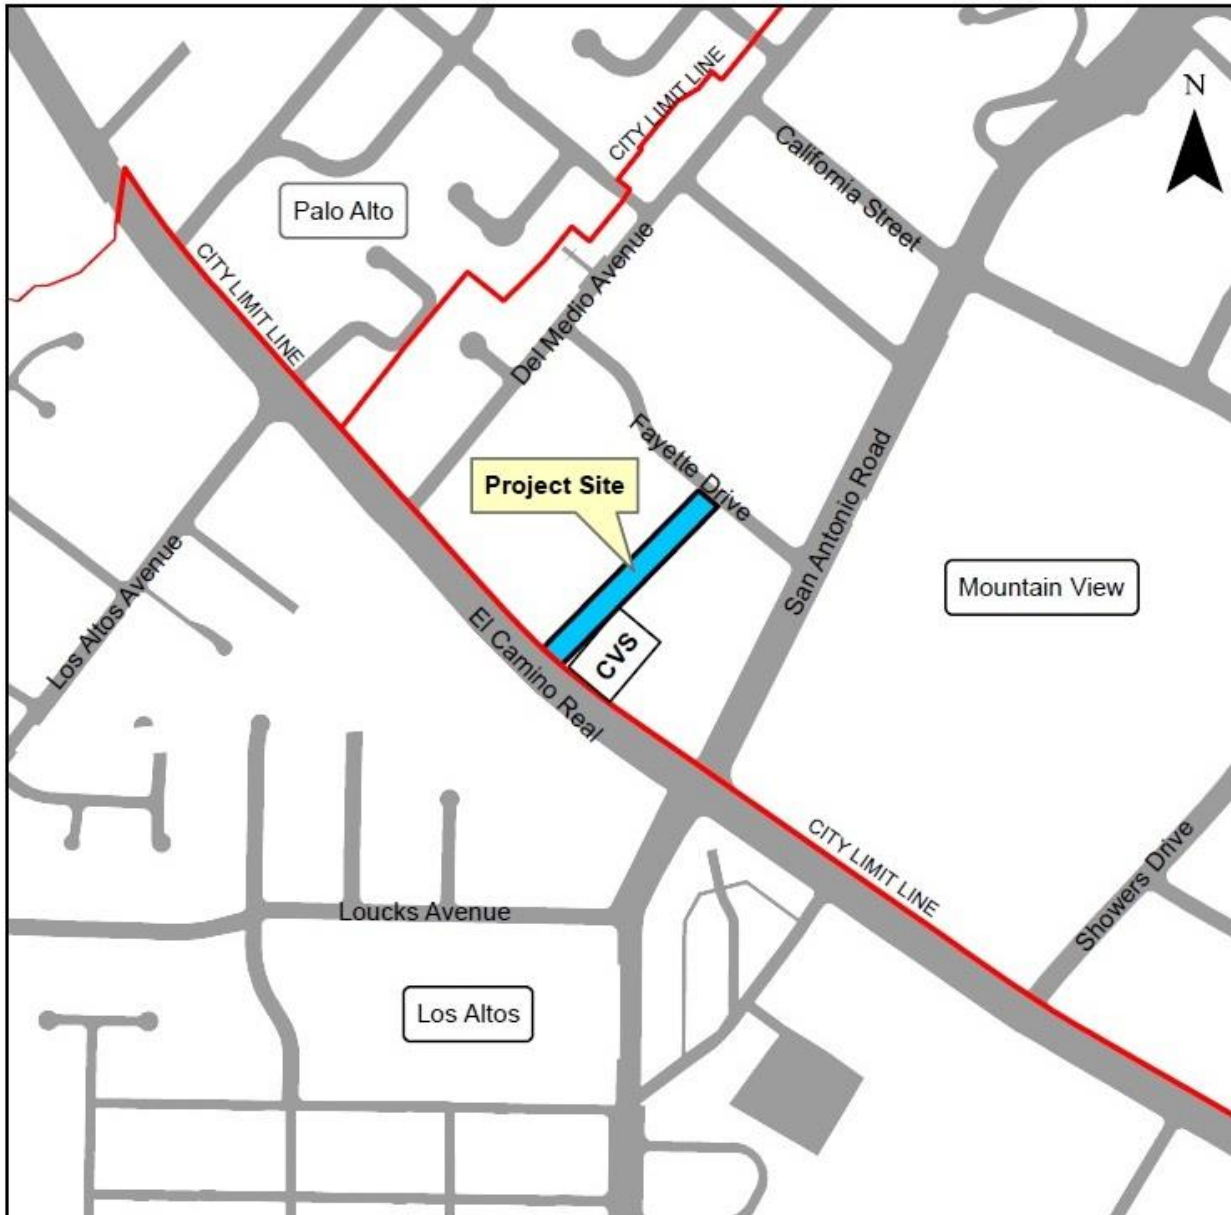 CITY LIMIT LINE
N
California Street
Palo Alto
CITY LIMIT LINE
Del Medio Avenue
Fayette Drive
Project Site
San Antonio Road
Los Altos Avenue
Mountain View
CVS
El Camino Real
CITY LIMIT LINE
Showers Drive
Loucks Avenue
Los Altos